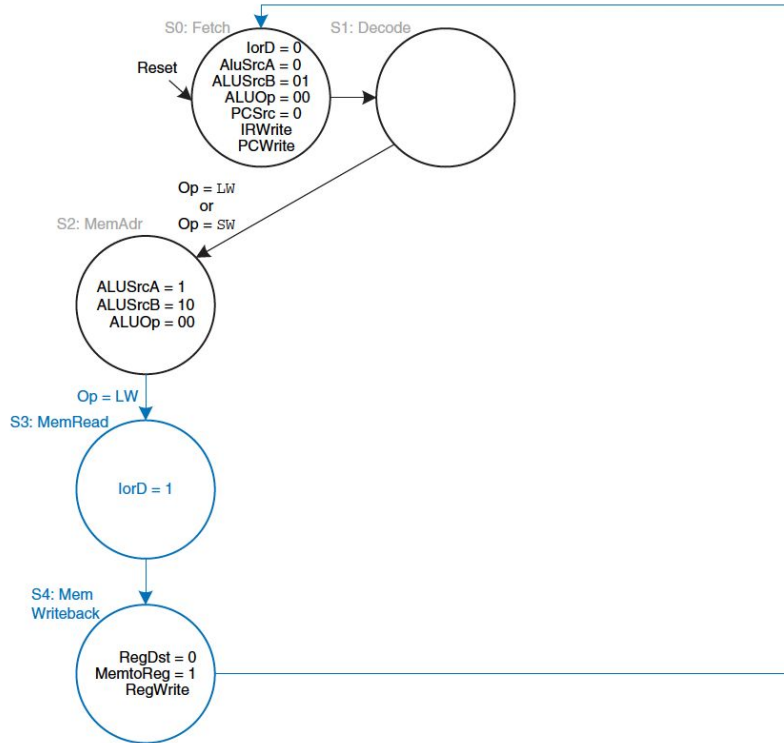 S0: Fetch
S1: Decode
Reset
IorD = 0
AluSrcA = 0
ALUSrcB = 01
ALUOp = 00
PCSrc = 0
IRWrite
PCWrite
Op = LW
or
Op = SW
S2: MemAdr
ALUSrcA = 1
ALUSrcB = 10
ALUOp = 00
Op = LW
S3: MemRead
IorD = 1
S4: Mem
Writeback
RegDst = 0
MemtoReg = 1
RegWrite